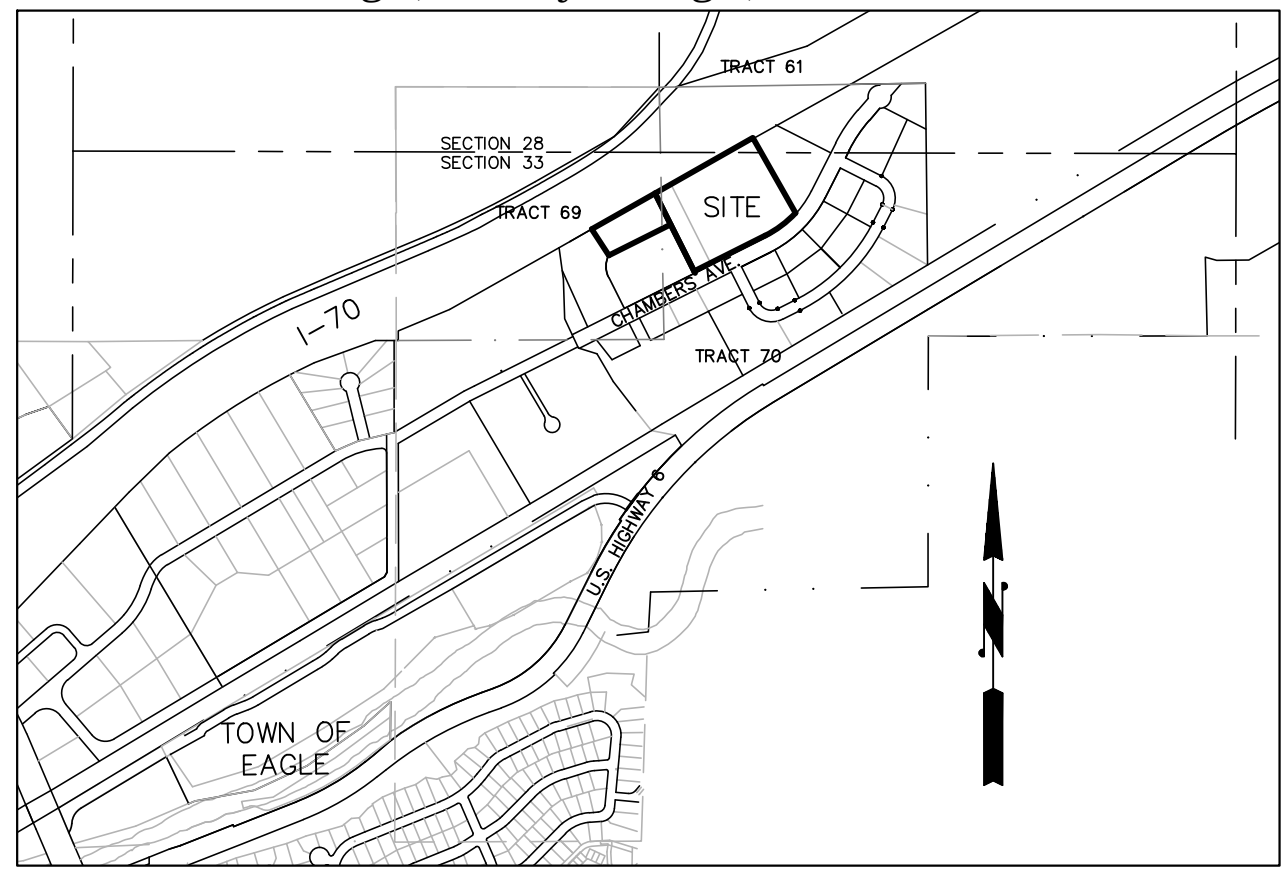 TRACT 61
SECTION 28
SECTION 33
TRACT 69
SITE
CHAMBERS AVE.
I-70
TRACT 70
U.S. HIGHWAY 6
N
TOWN OF
EAGLE